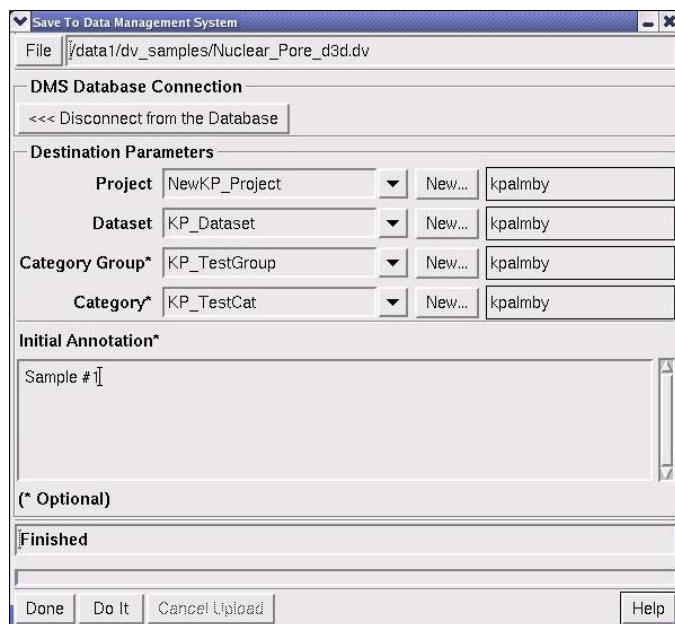 Save To Data Management System
File /data1/dv_samples/Nuclear_Pore_d3d.dv
DMS Database Connection
<<< Disconnect from the Database
Destination Parameters
Project NewKP_Project New... kpalmby
Dataset KP_Dataset New... kpalmby
Category Group* KP_TestGroup New... kpalmby
Category* KP_TestCat New... kpalmby
Initial Annotation*
Sample #1
(* Optional)
Finished
Done Do It Cancel Upload Help